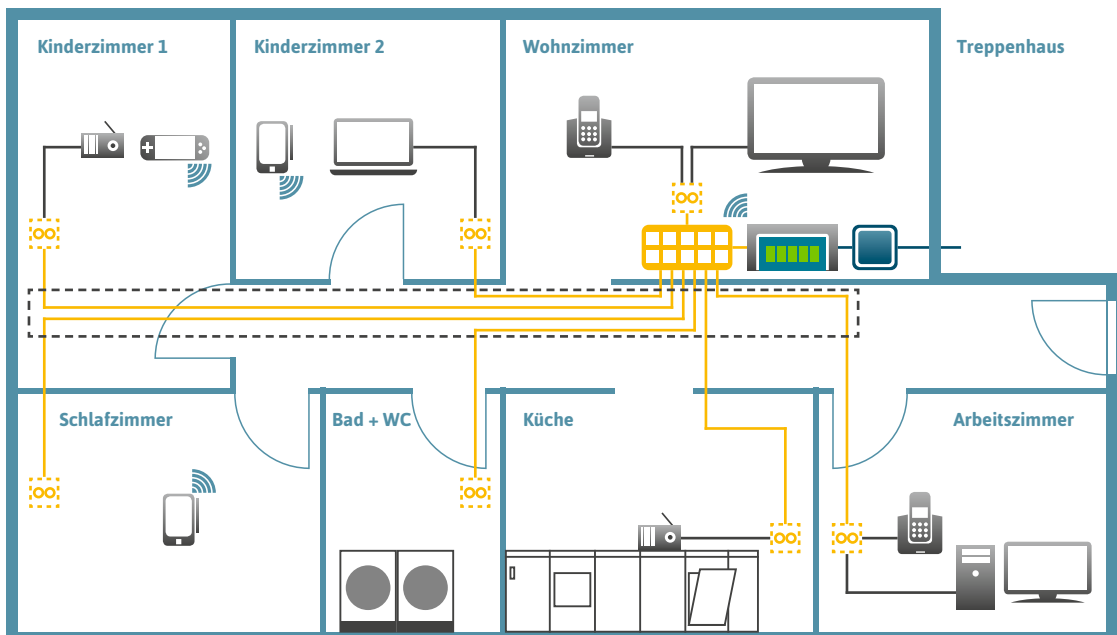 Kinderzimmer 1
Kinderzimmer 2
Wohnzimmer
Treppenhaus
Schlafzimmer
Bad + WC
Küche
Arbeitszimmer